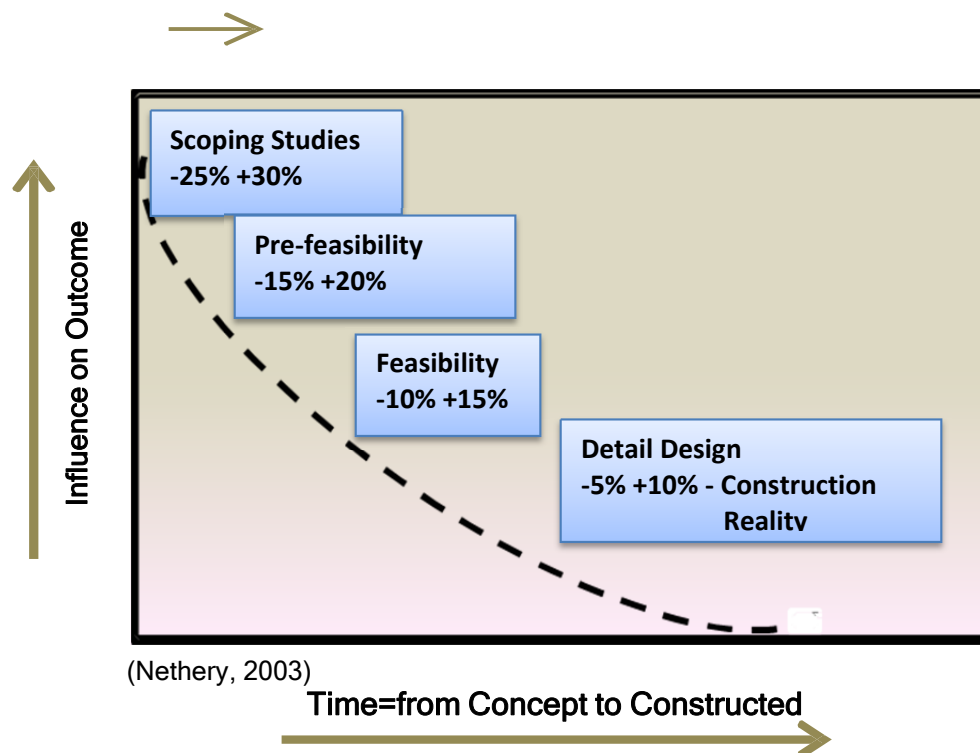 Scoping Studies
-25% +30%
Pre-feasibility
-15% +20%
Feasibility
-10% +15%
Detail Design
-5% +10% - Construction
Reality
Influence on Outcome
(Nethery, 2003)
Time=from Concept to Constructed